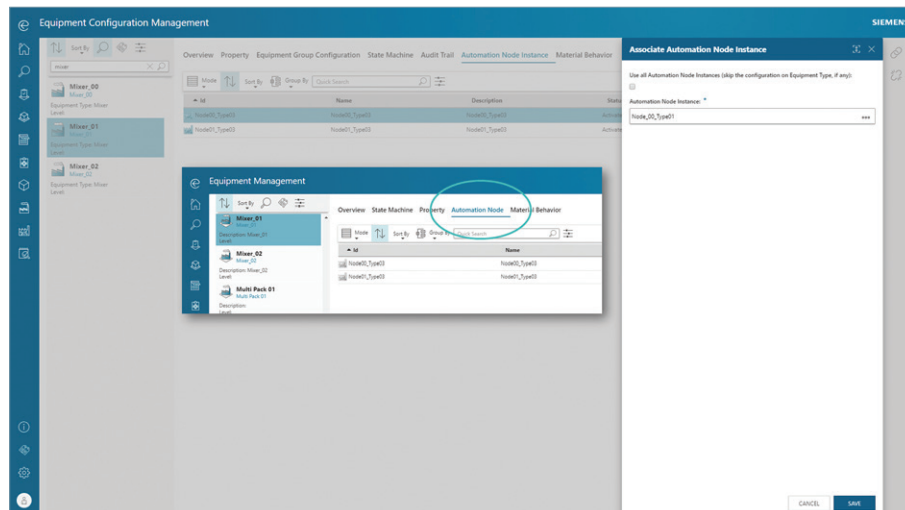 Equipment Configuration Management
SIEMENS
Sort By
mixer
Mixer_00
Mixer_00
Equipment Type: Mixer
Level:
Mixer_01
Mixer_01
Equipment Type: Mixer
Level:
Mixer_02
Mixer_02
Equipment Type: Mixer
Level:
Overview Property Equipment Group Configuration State Machine Audit Trail Automation Node Instance Material Behavior
Mode Sort By Group By Quick Search
Id Name Description Status
Node00_Type03 Node00_Type03 Node00_Type03 Activate
Node01_Type03 Node01_Type03 Node01_Type03 Activate
Equipment Management
Sort By
Mixer_01
Mixer_01
Description: Mixer_01
Level:
Mixer_02
Mixer_02
Description: Mixer_02
Level:
Multi Pack 01
Multi Pack 01
Description:
Level:
Overview State Machine Property Automation Node Material Behavior
Mode Sort By Group By Quick Search
Id Name
Node00_Type03 Node00_Type03
Node01_Type03 Node01_Type03
Associate Automation Node Instance
Use all Automation Node Instances (skip the configuration on Equipment Type, if any):
Automation Node Instance: *
Node_00_Type01
CANCEL SAVE